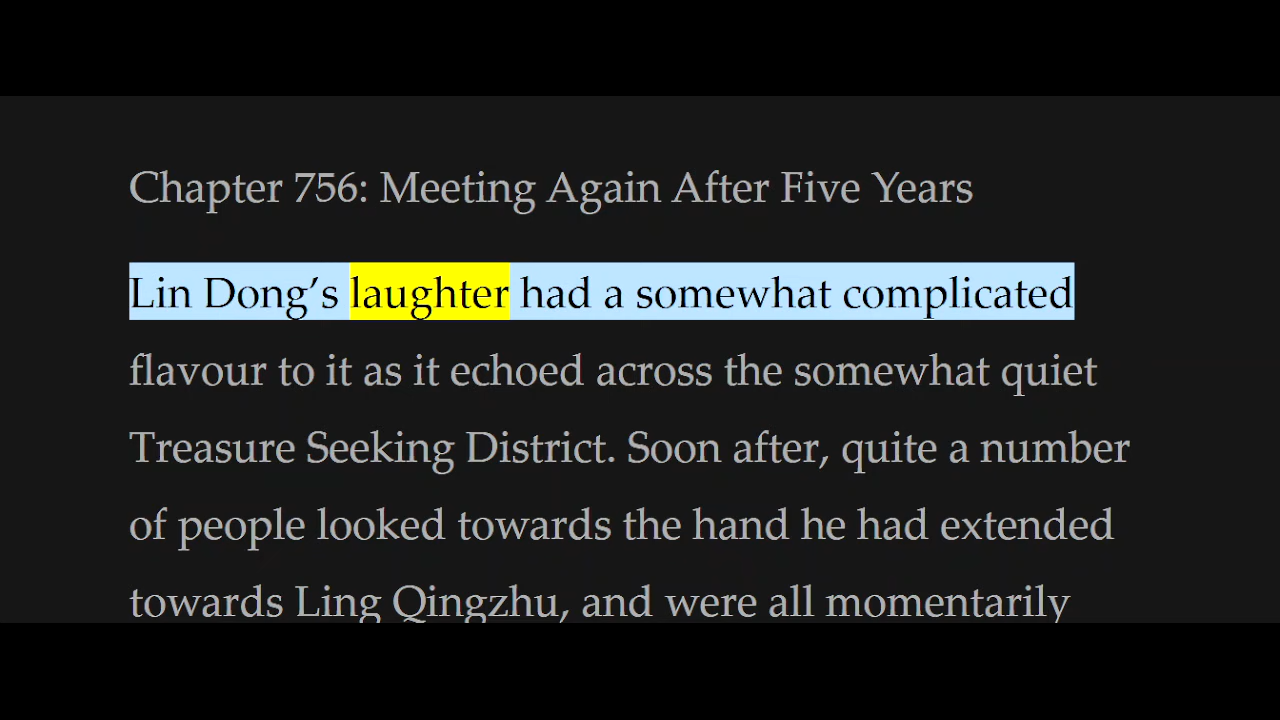 Chapter 756: Meeting Again After Five Years
Lin Dong’s laughter had a somewhat complicated
flavour to it as it echoed across the somewhat quiet
Treasure Seeking District. Soon after, quite a number
of people looked towards the hand he had extended
towards Ling Qingzhu, and were all momentarily